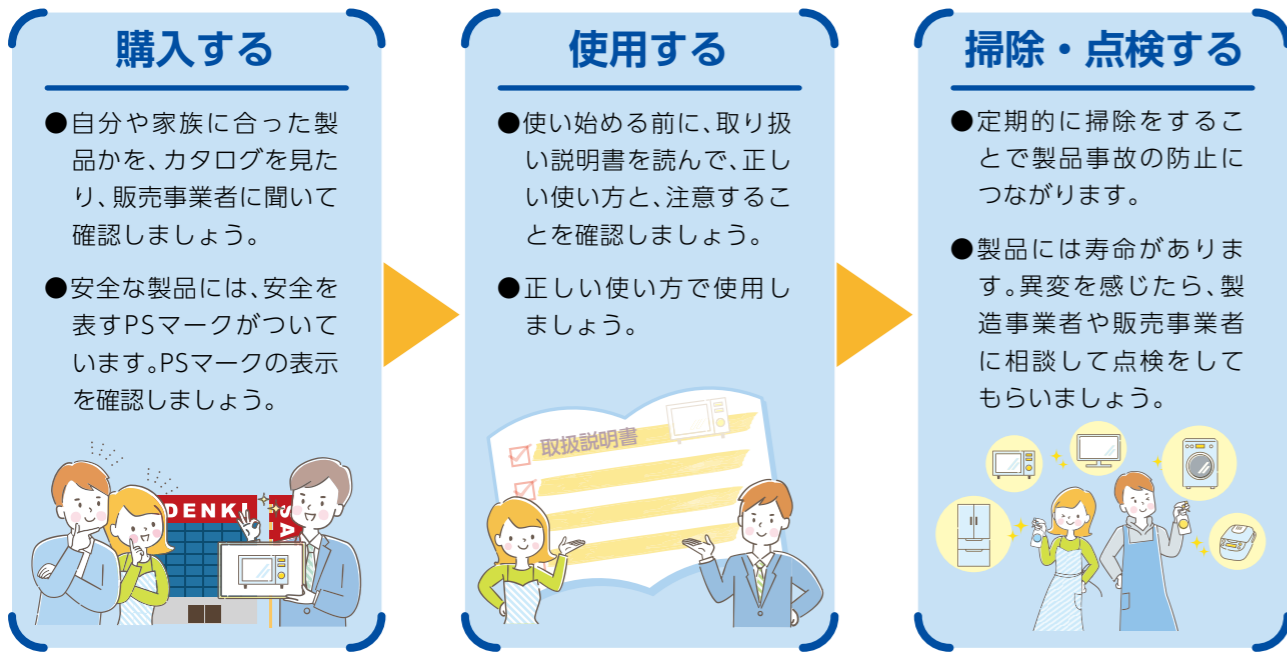 購入する
●自分や家族に合った製
品かを、カタログを見た
り、販売事業者に聞いて
確認しましょう。
●安全な製品には、安全を
表すPSマークがついて
います。PSマークの表示
を確認しましょう。
DENKI
SA
使用する
●使い始める前に、取り扱
い説明書を読んで、正し
い使い方と、注意するこ
とを確認しましょう。
●正しい使い方で使用し
ましょう。
取扱説明書
掃除・点検する
●定期的に掃除をするこ
とで製品事故の防止に
つながります。
●製品には寿命がありま
す。異変を感じたら、製
造事業者や販売事業者
に相談して点検をして
もらいましょう。